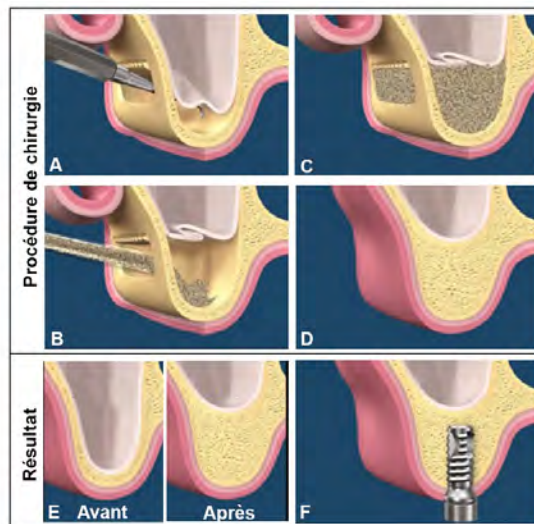 Procédure de chirurgie
A
C
B
D
Résultat
E Avant
Après
F